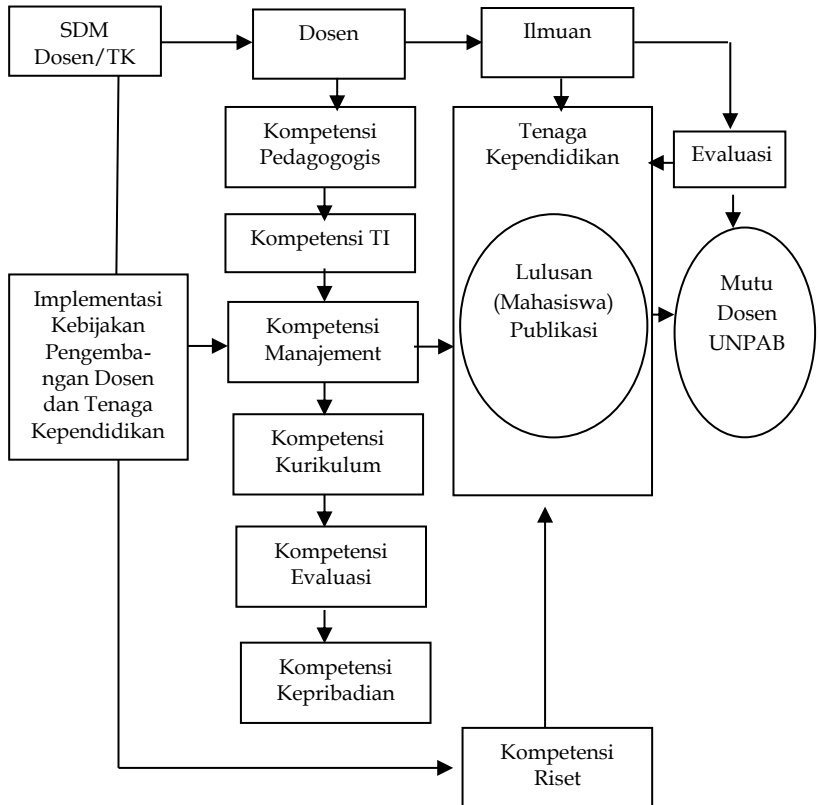 SDM
Dosen/TK
Dosen
Ilmuan
Kompetensi
Pedagogogis
Tenaga
Kependidikan
Evaluasi
Kompetensi TI
Implementasi
Kebijakan
Pengemba-
ngan Dosen
dan Tenaga
Kependidikan
Kompetensi
Manajement
Lulusan
(Mahasiswa)
Publikasi
Mutu
Dosen
UNPAB
Kompetensi
Kurikulum
Kompetensi
Evaluasi
Kompetensi
Kepribadian
Kompetensi
Riset